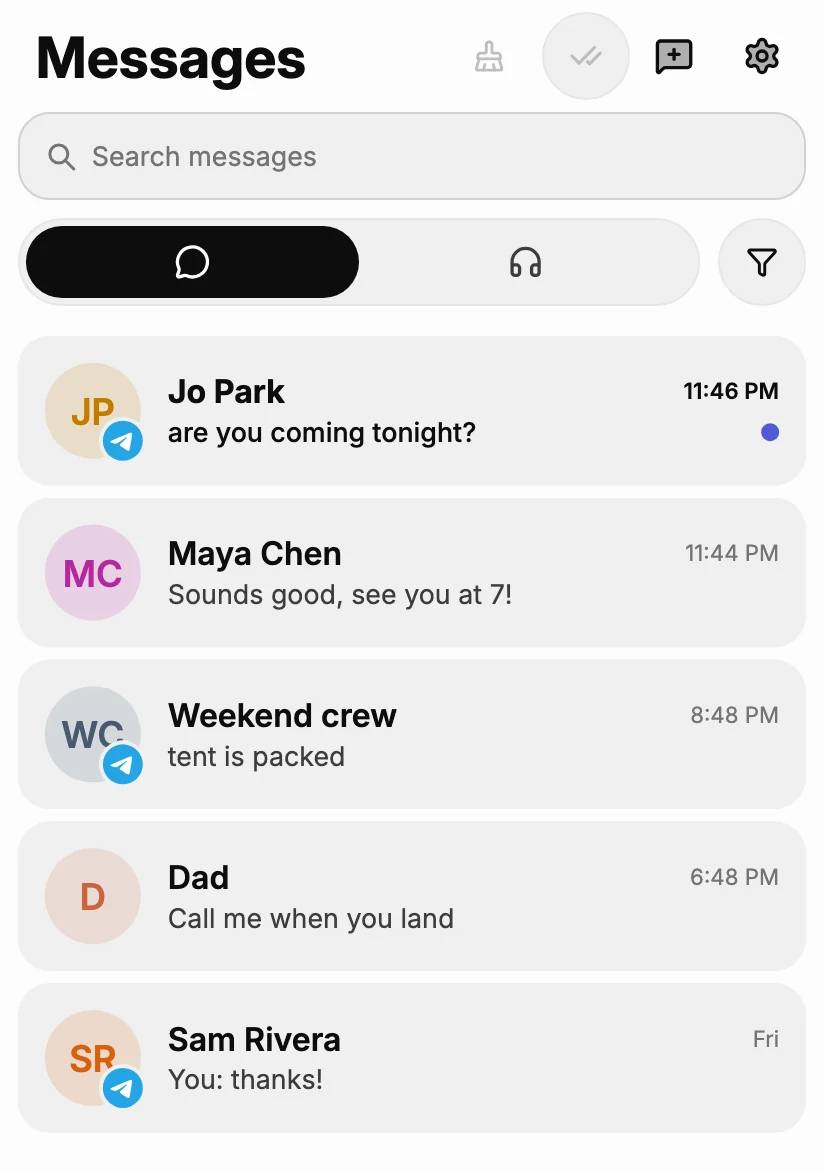 Messages
Search messages
JP
Jo Park
11:46 PM
are you coming tonight?
MC
Maya Chen
11:44 PM
Sounds good, see you at 7!
WC
Weekend crew
8:48 PM
tent is packed
D
Dad
6:48 PM
Call me when you land
SR
Sam Rivera
Fri
You: thanks!